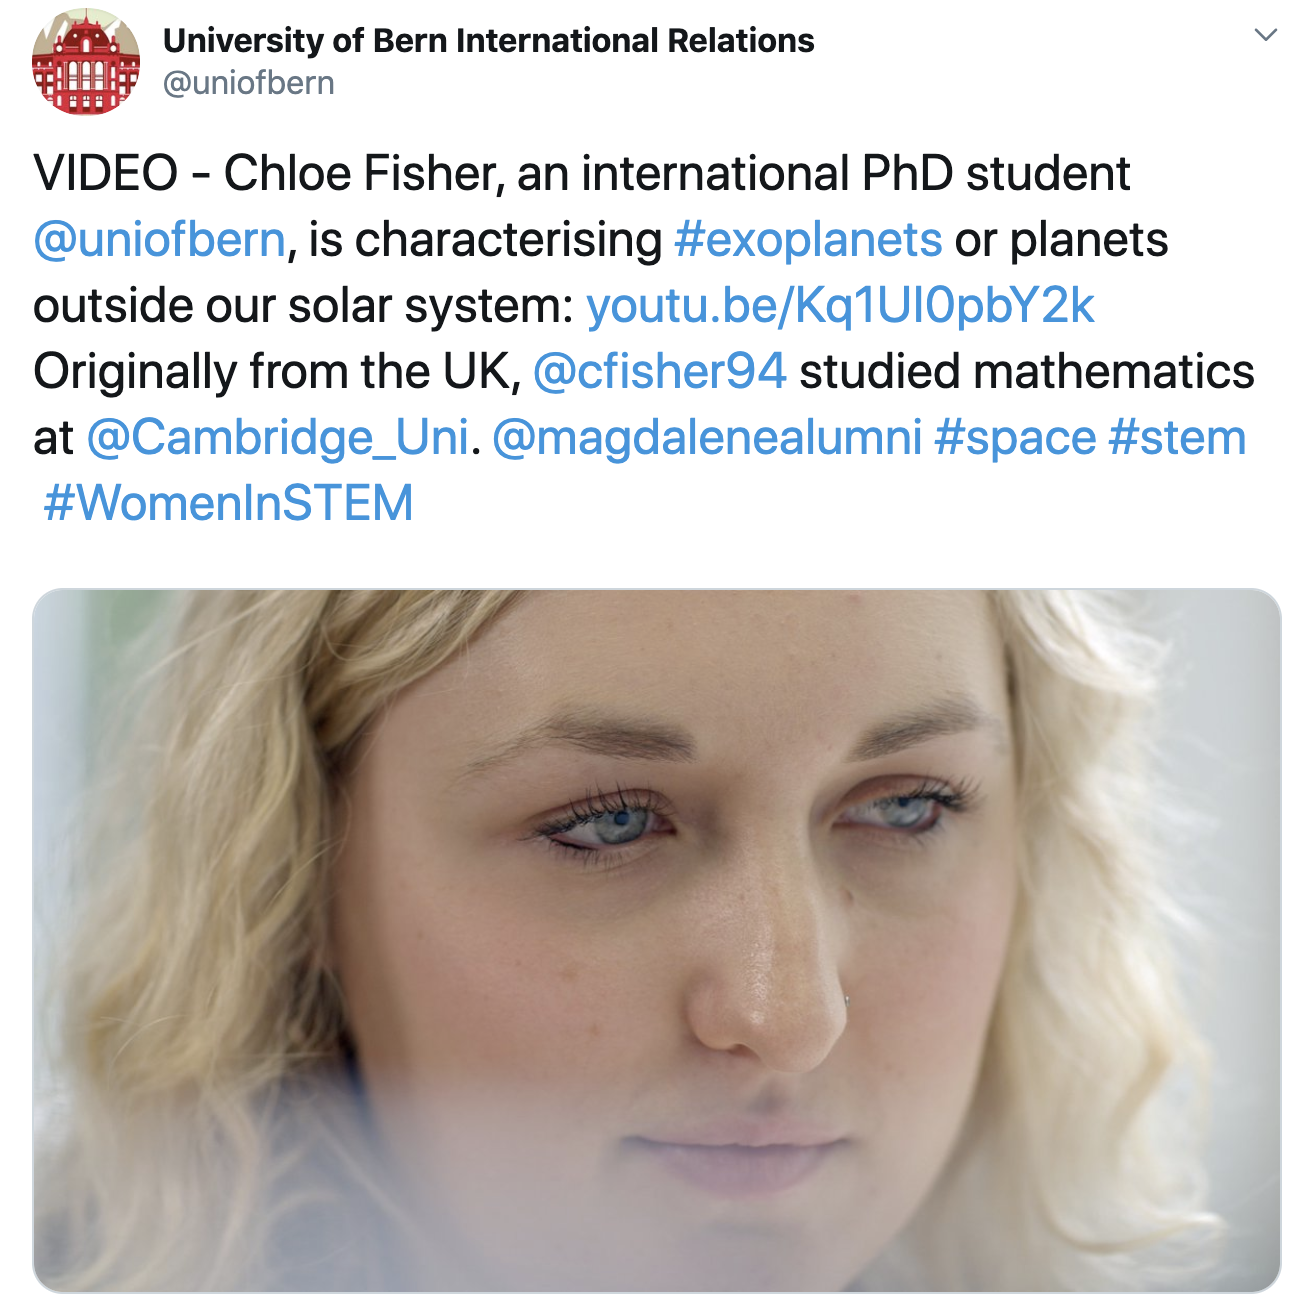 University of Bern International Relations
@uniofbern
VIDEO - Chloe Fisher, an international PhD student
@uniofbern, is characterising #exoplanets or planets
outside our solar system: youtu.be/Kq1Ul0pbY2k
Originally from the UK, @cfisher94 studied mathematics
at @Cambridge_Uni. @magdalenealumni #space #stem
#WomenInSTEM